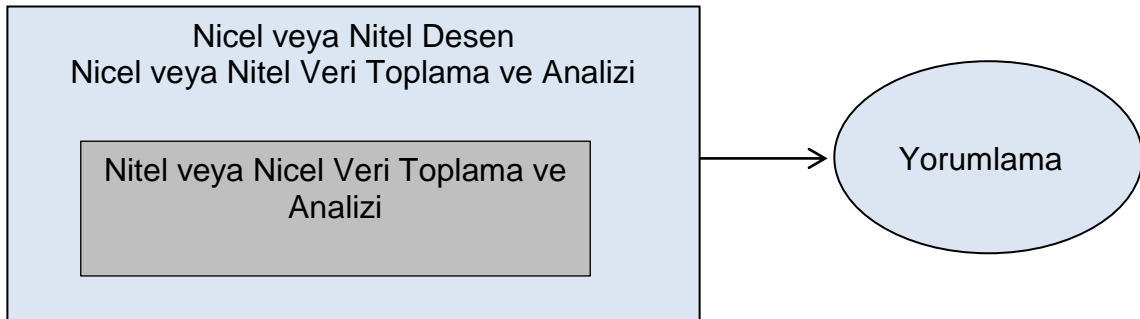 Nicel veya Nitel Desen
Nicel veya Nitel Veri Toplama ve Analizi
Nitel veya Nicel Veri Toplama ve
Analizi
Yorumlama